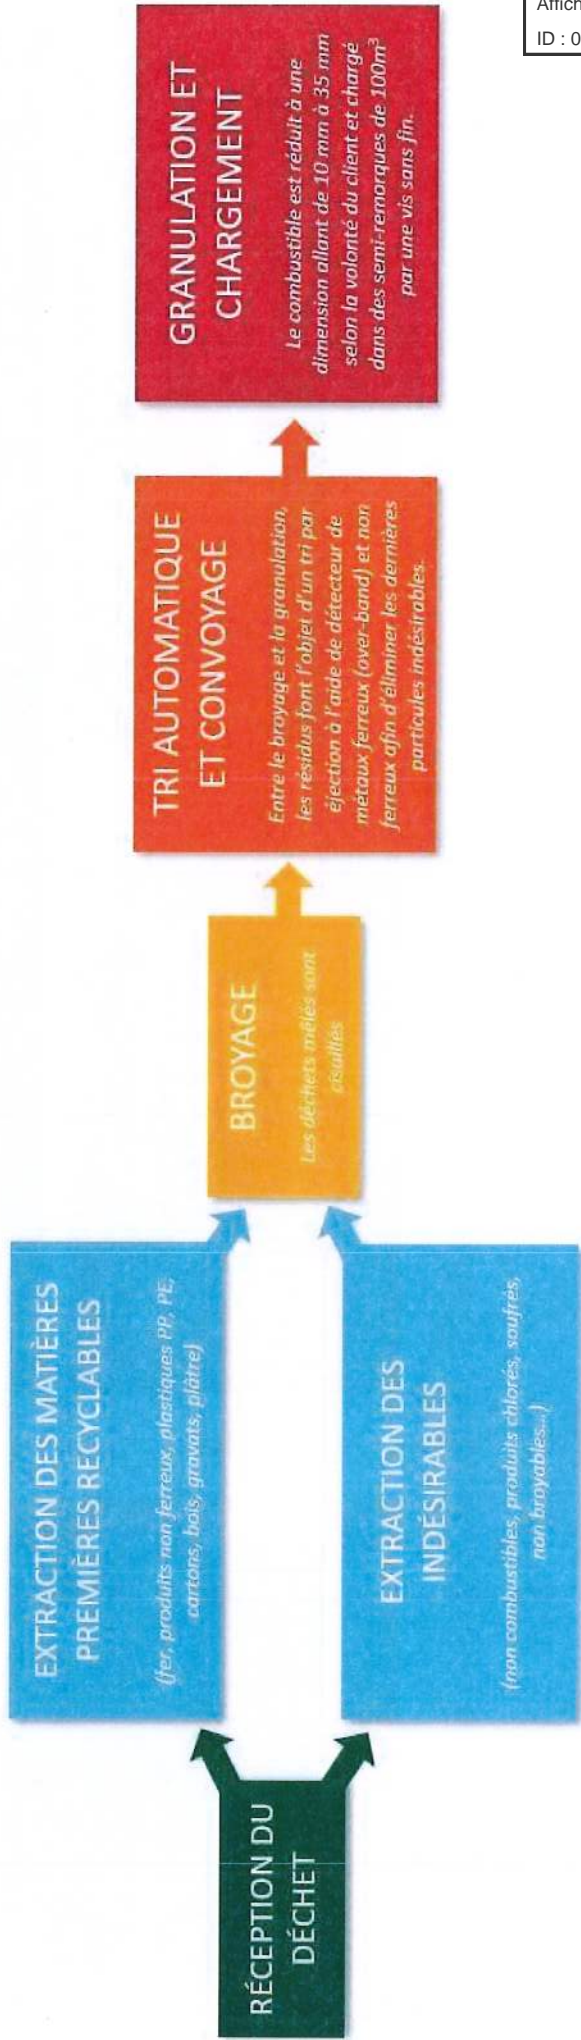 Affich
ID : 0
RÉCEPTION DU
DÉCHET
EXTRACTION DES MATIÈRES
PREMIÈRES RECYCLABLES
(fer, produits non ferreux, plastiques PP, PE,
cartons, bois, gravats, plâtre)
EXTRACTION DES
INDÉSIRABLES
(non combustibles, produits chlorés, soufrés,
non broyables...)
BROYAGE
Les déchets mêlés sont
cisaillés
TRI AUTOMATIQUE
ET CONVOYAGE
Entre le broyage et la granulation,
les résidus font l'objet d'un tri par
éjection à l'aide de détecteur de
métaux ferreux (over-band) et non
ferreux afin d'éliminer les dernières
particules indésirables.
GRANULATION ET
CHARGEMENT
Le combustible est réduit à une
dimension allant de 10 mm à 35 mm
selon la volonté du client et chargé
dans des semi-remorques de 100m³
par une vis sans fin.